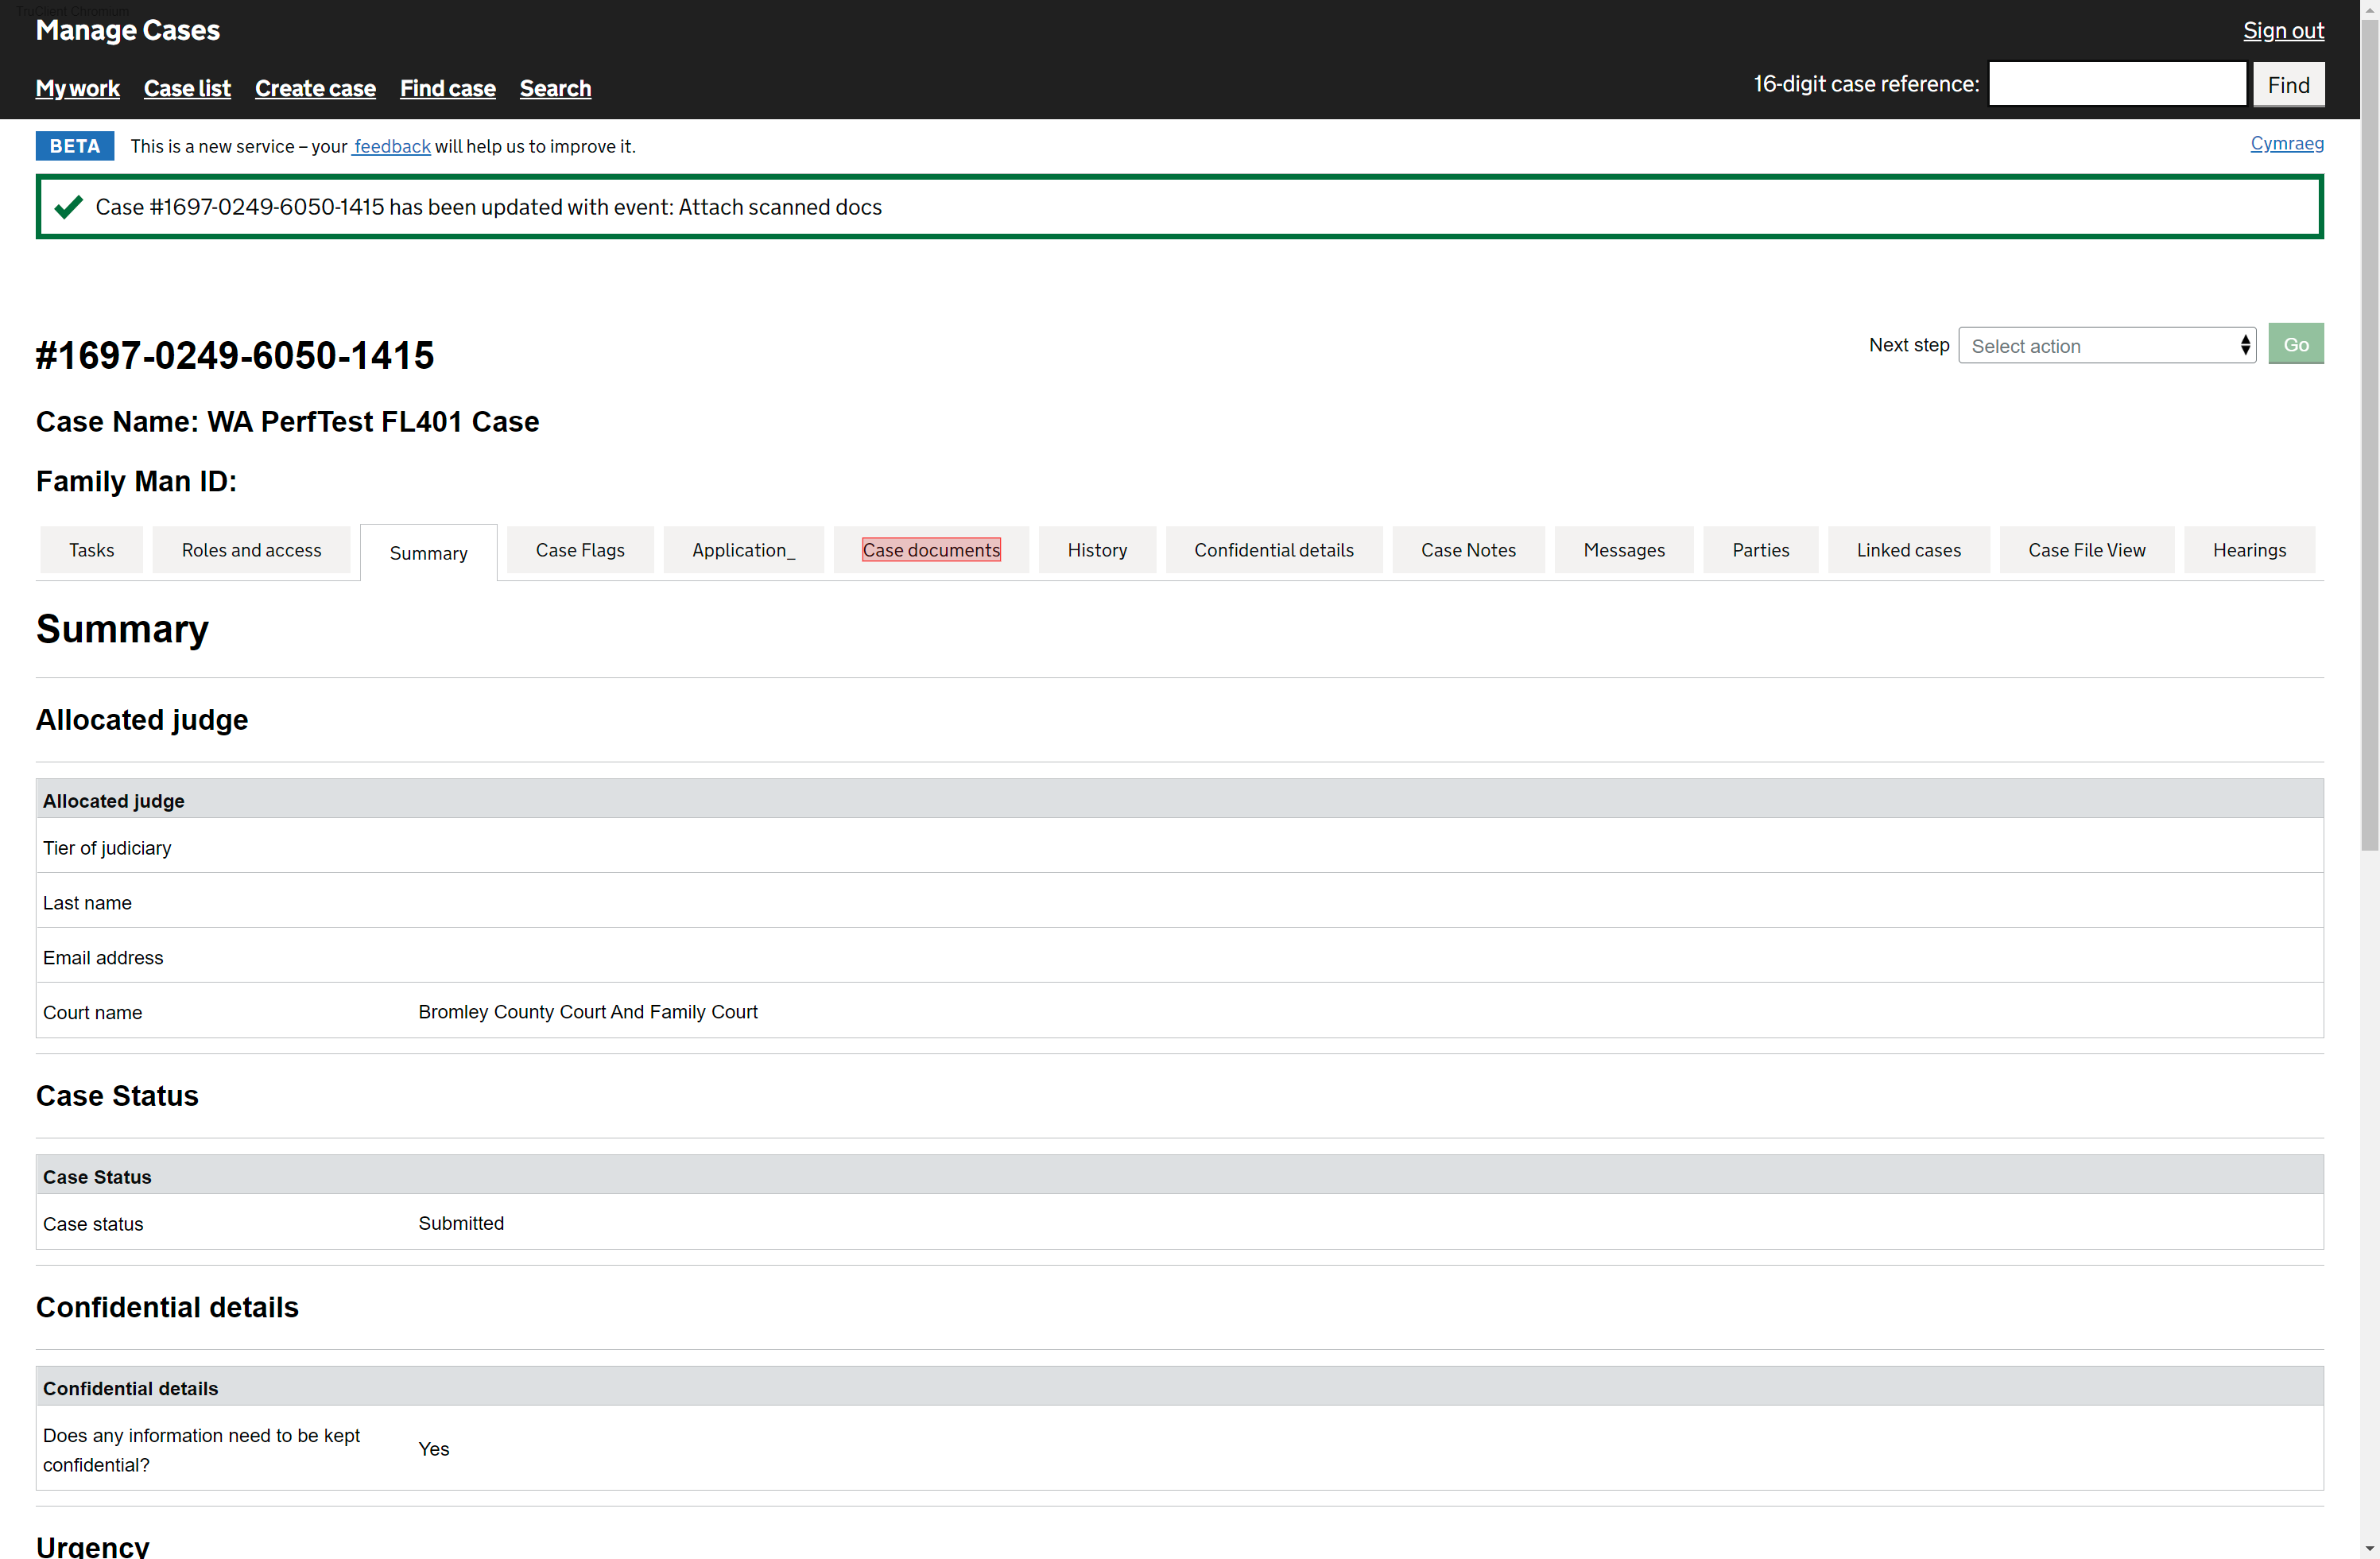 TruClient Chromium
Manage Cases
Sign out
My work Case list Create case Find case Search
16-digit case reference: Find
BETA This is a new service – your feedback will help us to improve it.
Cymraeg
Case #1697-0249-6050-1415 has been updated with event: Attach scanned docs
#1697-0249-6050-1415
Next step Select action Go
Case Name: WA PerfTest FL401 Case
Family Man ID:
Tasks Roles and access Summary Case Flags Application_ Case documents History Confidential details Case Notes Messages Parties Linked cases Case File View Hearings
Summary
Allocated judge
Allocated judge
Tier of judiciary
Last name
Email address
Court name Bromley County Court And Family Court
Case Status
Case Status
Case status Submitted
Confidential details
Confidential details
Does any information need to be kept
confidential?
Yes
Urgency